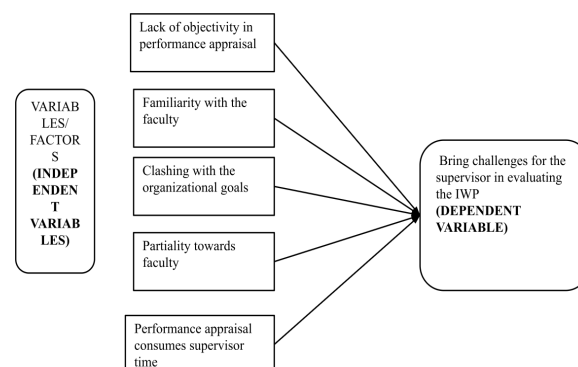 VARIAB
LES/
FACTOR
S
(INDEP
ENDEN
T
VARIAB
LES)
Lack of objectivity in
performance appraisal
Familiarity with the
faculty
Clashing with the
organizational goals
Partiality towards
faculty
Performance appraisal
consumes supervisor
time
Bring challenges for the
supervisor in evaluating
the IWP
(DEPENDENT
VARIABLE)